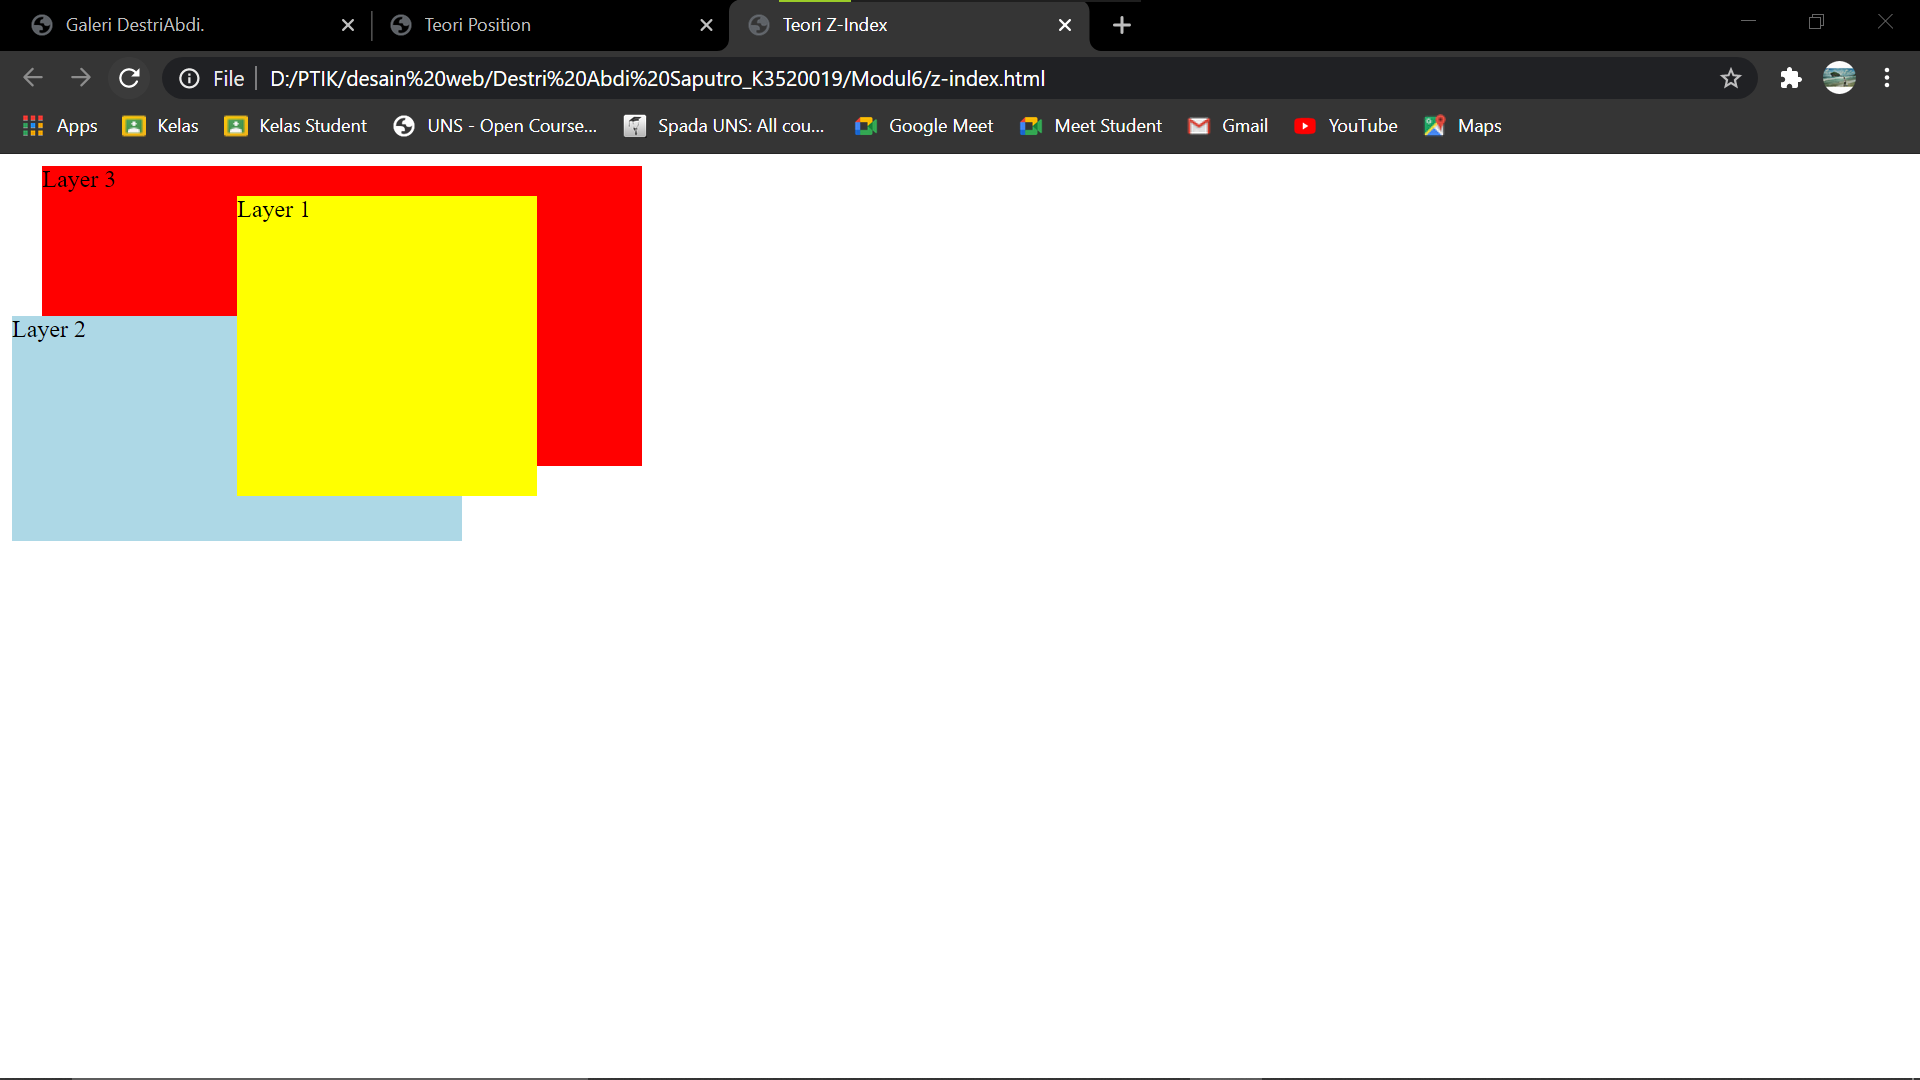 Galeri DestriAbdi. Teori Position Teori Z-Index
File D:/PTIK/desain%20web/Destri%20Abdi%20Saputro_K3520019/Modul6/z-index.html
Apps Kelas Kelas Student UNS - Open Course... Spada UNS: All cou... Google Meet Meet Student Gmail YouTube Maps
Layer 3
Layer 1
Layer 2